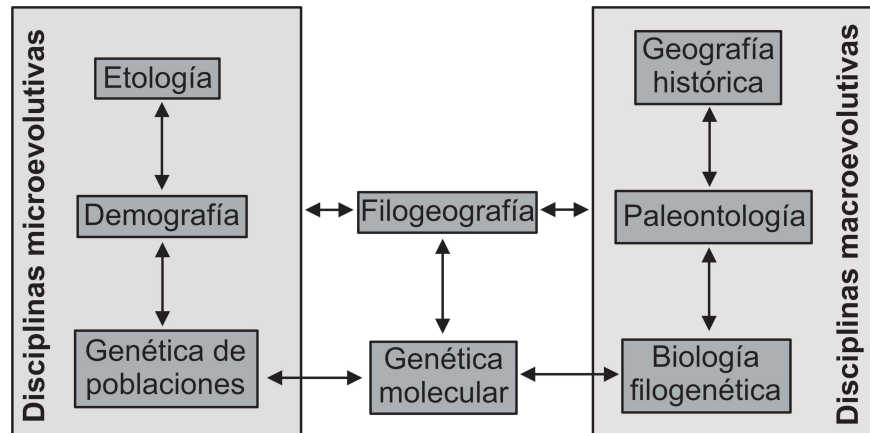 Disciplinas microevolutivas
Etología
Demografía
Genética de
poblaciones
Filogeografía
Genética
molecular
Geografía
histórica
Paleontología
Biología
filogenética
Disciplinas macroevolutivas